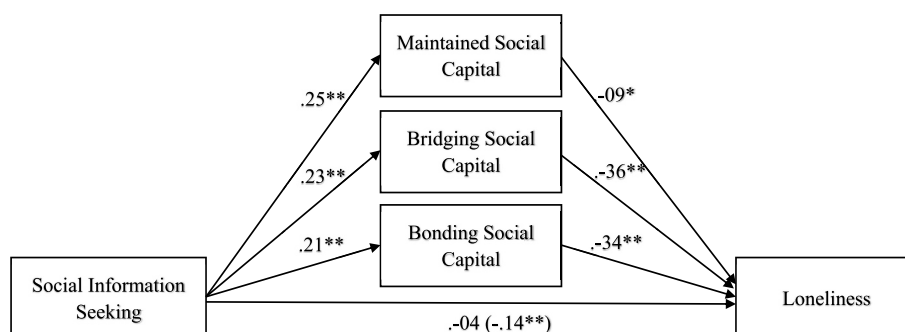 Maintained Social
Capital
.25**
.-09*
Bridging Social
Capital
.23**
.-36**
Bonding Social
Capital
.21**
.-34**
Social Information
Seeking
Loneliness
.-04 (-.14**)